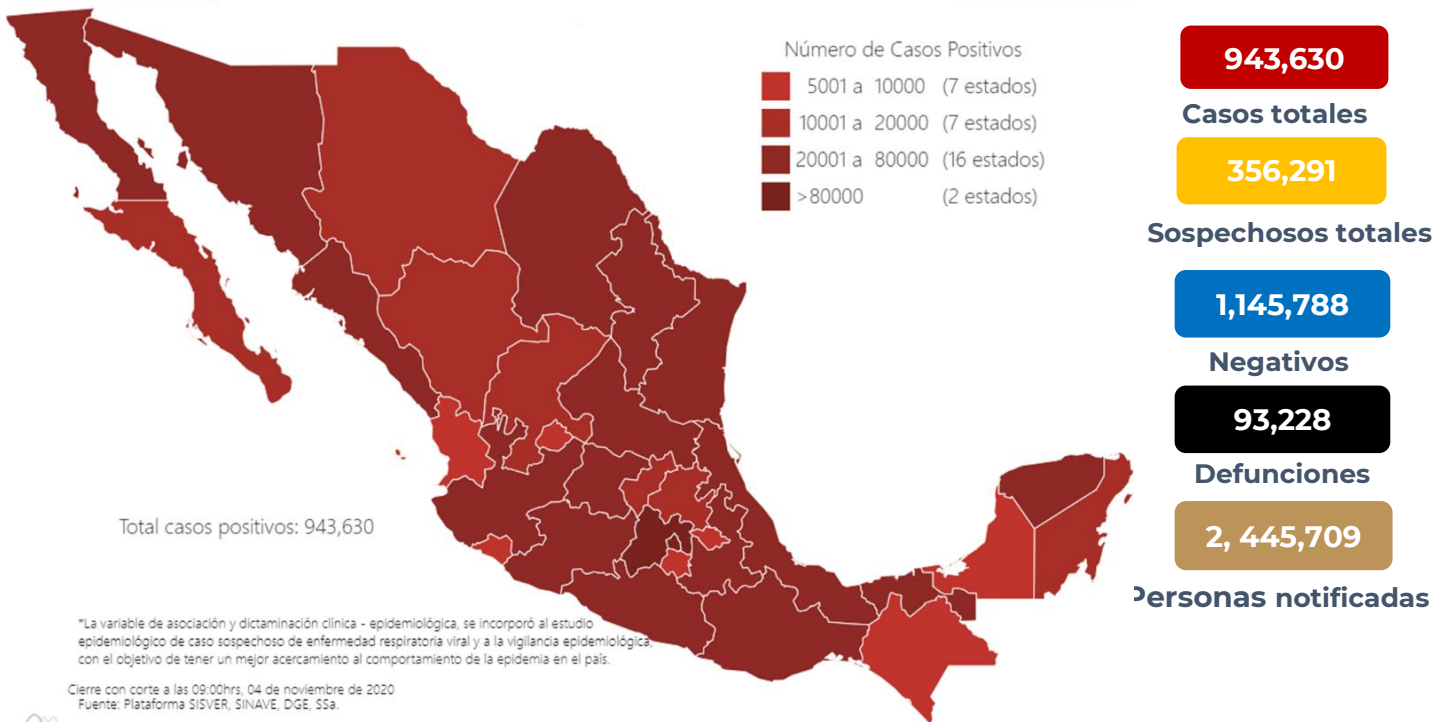 Número de Casos Positivos
5001 a 10000 (7 estados)
10001 a 20000 (7 estados)
20001 a 80000 (16 estados)
>80000 (2 estados)
943,630
Casos totales
356,291
Sospechosos totales
1,145,788
Negativos
93,228
Defunciones
2, 445,709
Personas notificadas
Total casos positivos: 943,630
*La variable de asociación y dictaminación clínica - epidemiológica, se incorporó al estudio
epidemiológico de caso sospechoso de enfermedad respiratoria viral y a la vigilancia epidemiológica,
con el objetivo de tener un mejor acercamiento al comportamiento de la epidemia en el país.
Cierre con corte a las 09:00hrs, 04 de noviembre de 2020
Fuente: Plataforma SISVER, SINAVE, DGE, SSa.